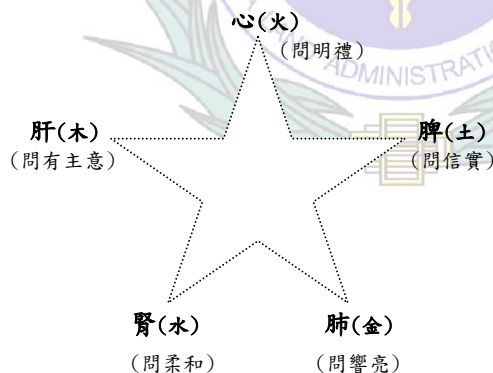 心(火)
(問明禮)
ADMINISTRATI
肝(木)
(問有主意)
脾(土)
(問信實)
腎(水)
(問柔和)
肺(金)
(問響亮)